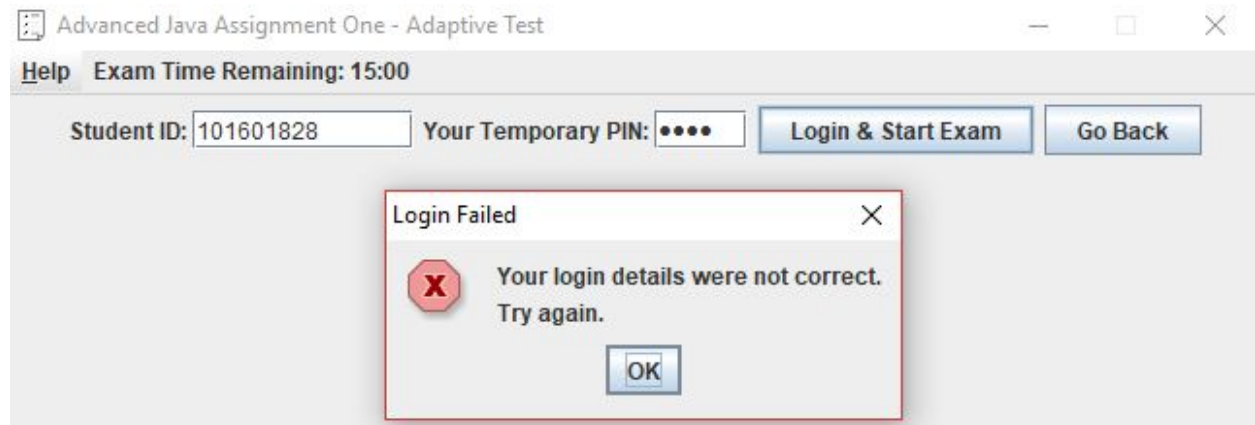 Advanced Java Assignment One - Adaptive Test
Help Exam Time Remaining: 15:00
Student ID: 101601828 Your Temporary PIN: •••• Login & Start Exam Go Back
Login Failed
Your login details were not correct.
Try again.
OK